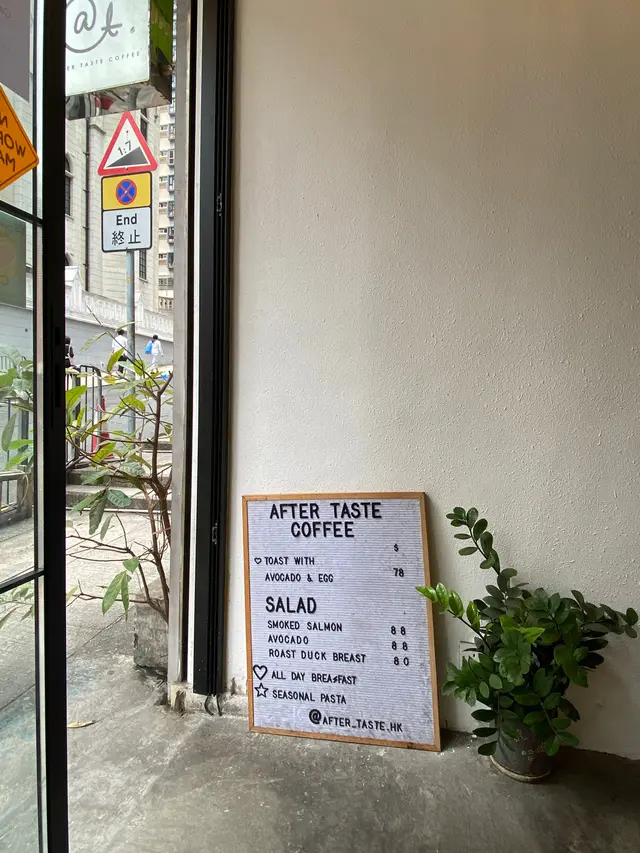 @t.
TASTE COFFEE
1:7
End
終止
AFTER TASTE
COFFEE
$
TOAST WITH
AVOCADO & EGG 78
SALAD
SMOKED SALMON 88
AVOCADO 88
ROAST DUCK BREAST 80
ALL DAY BREAKFAST
SEASONAL PASTA
@AFTER_TASTE.HK